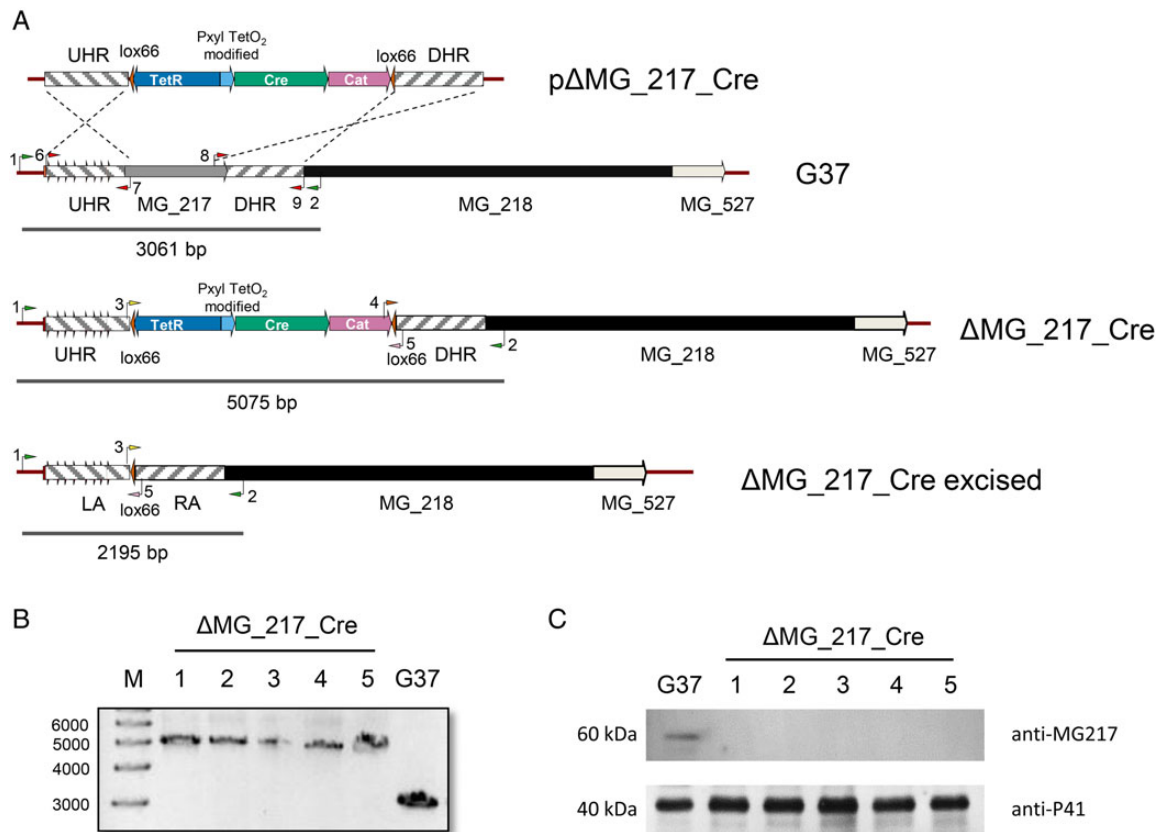 A
UHR lox66 Pxyl TetO₂ modified lox66 DHR
TetR Cre Cat
pΔMG_217_Cre
1 6 8
G37
7 9 2
UHR MG_217 DHR MG_218 MG_527
3061 bp
Pxyl TetO₂
modified
1 3 4
TetR Cre Cat
ΔMG_217_Cre
5 2
UHR lox66 lox66 DHR MG_218 MG_527
5075 bp
1 3
ΔMG_217_Cre excised
5 2
LA lox66 RA MG_218 MG_527
2195 bp
B
ΔMG_217_Cre
M 1 2 3 4 5 G37
6000
5000
4000
3000
C
ΔMG_217_Cre
G37 1 2 3 4 5
60 kDa anti-MG217
40 kDa anti-P41